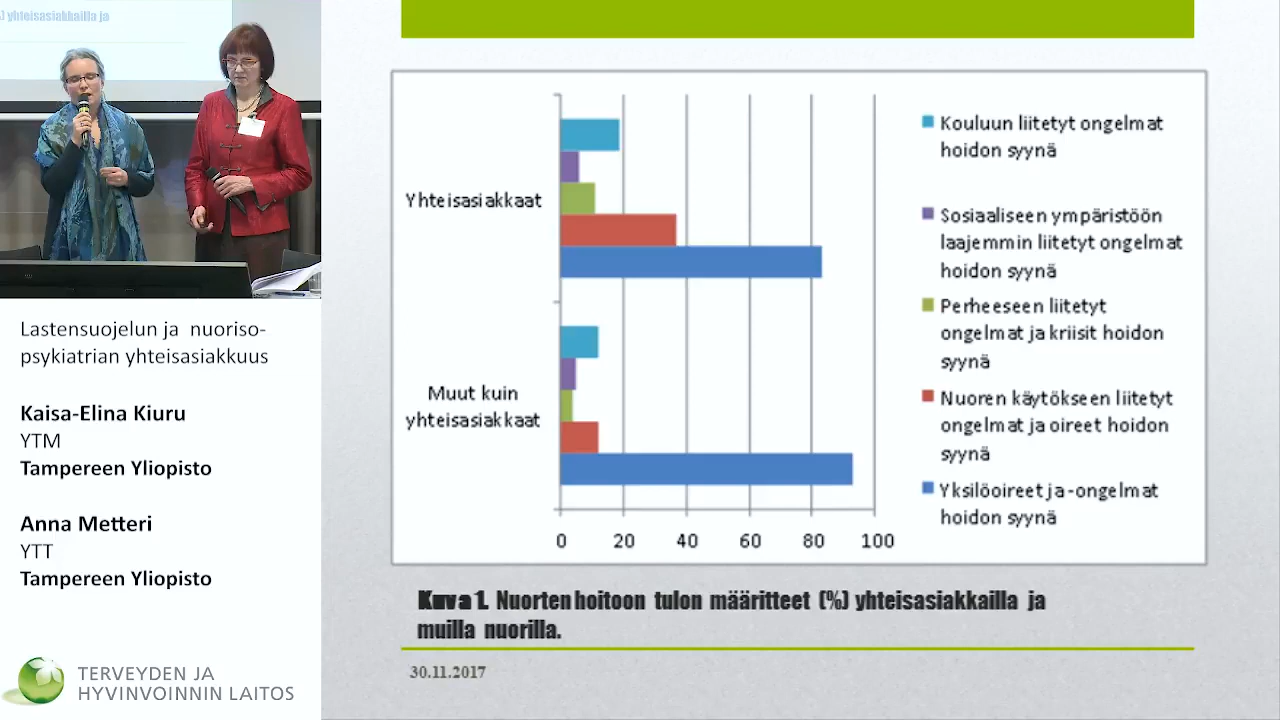 ) yhteisasiakkailla ja
Lastensuojelun ja nuoriso-
psykiatrian yhteisasiakkuus
Kaisa-Elina Kiuru
YTM
Tampereen Yliopisto
Anna Metteri
YTT
Tampereen Yliopisto
TERVEYDEN JA
HYVINVOINNIN LAITOS
Yhteisasiakkaat
Muut kuin
yhteisasiakkaat
0 20 40 60 80 100
Kouluun liitetyt ongelmat
hoidon syynä
Sosiaaliseen ympäristöön
laajemmin liitetyt ongelmat
hoidon syynä
Perheeseen liitetyt
ongelmat ja kriisit hoidon
syynä
Nuoren käytökseen liitetyt
ongelmat ja oireet hoidon
syynä
Yksilöoireet ja -ongelmat
hoidon syynä
Kuva 1. Nuorten hoitoon tulon määritteet (%) yhteisasiakkailla ja
muilla nuorilla.
30.11.2017